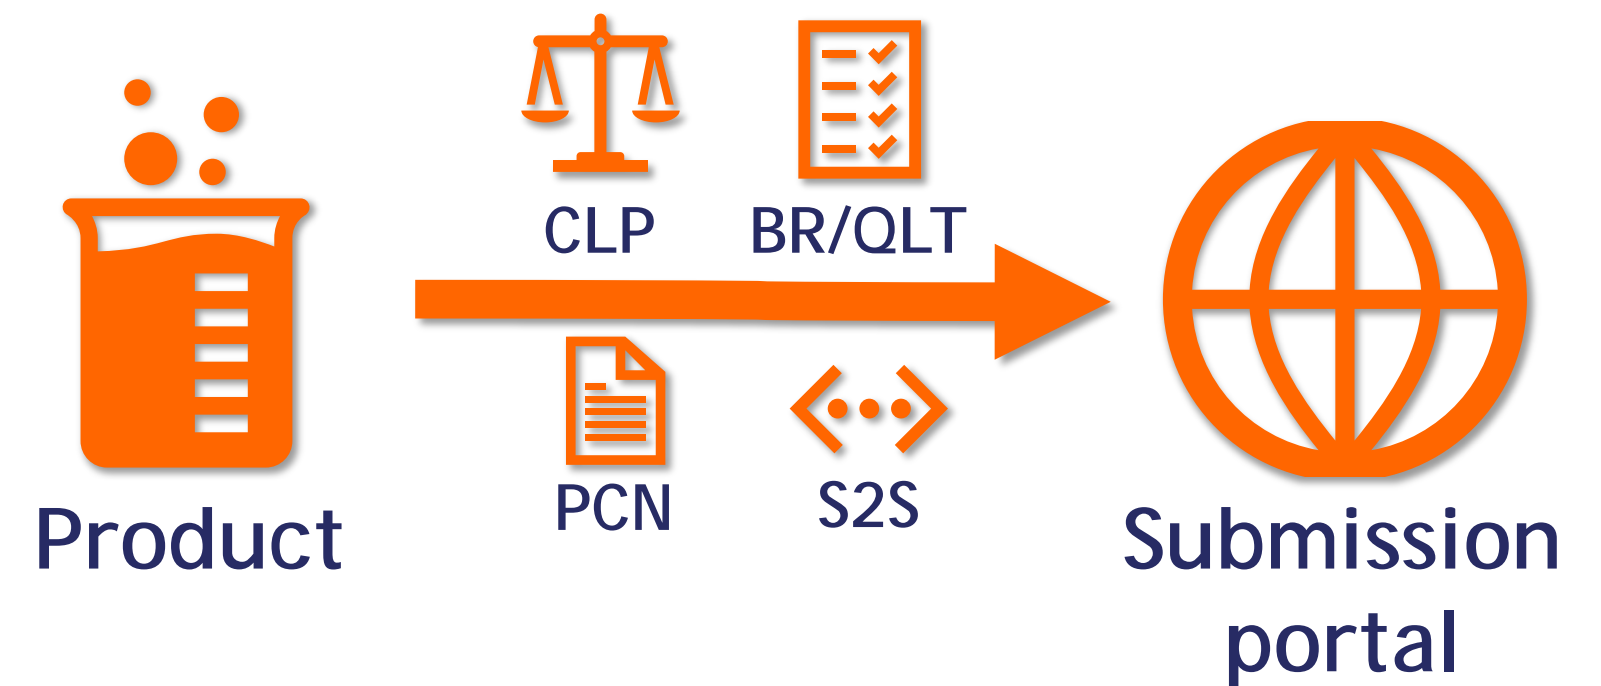 CLP
BR/QLT
PCN
S2S
Product
Submission
portal